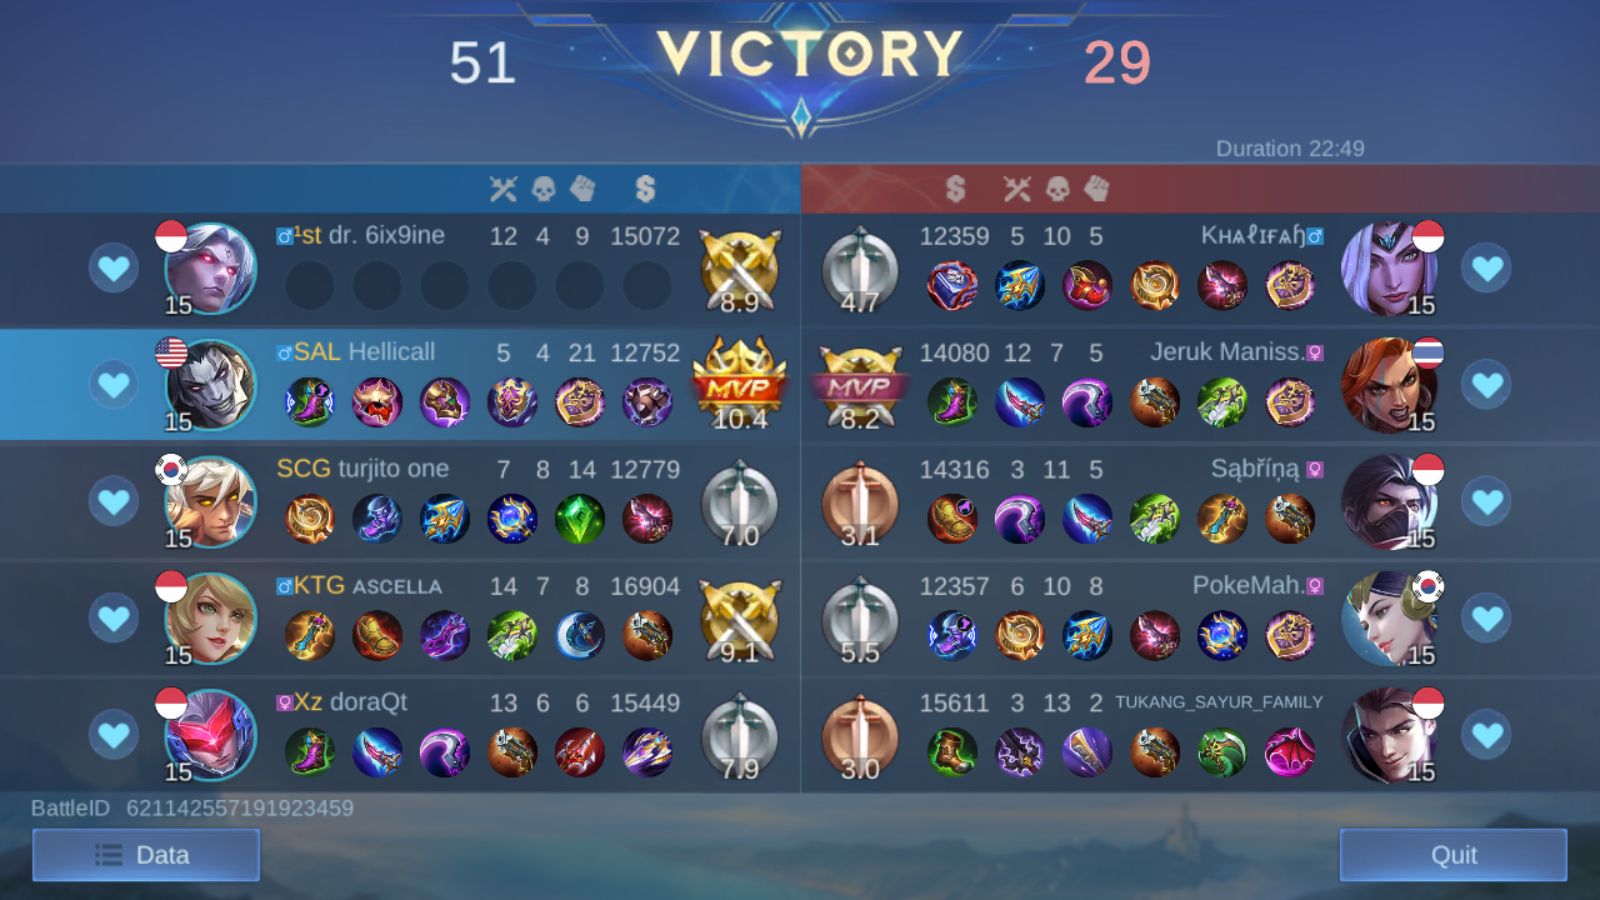 51
VICTORY
29
Duration 22:49
1st dr. 6ix9ine 12 4 9 15072
15
8.9
12359 5 10 5 Kʜᴀℓɪғᴀɧ
4.7
15
SAL Hellicall 5 4 21 12752
15
MVP
10.4
14080 12 7 5 Jeruk Maniss.
MVP
8.2
15
SCG turjito one 7 8 14 12779
15
7.0
14316 3 11 5 Sąbříņą
3.1
15
KTG ᴀsᴄᴇʟʟᴀ 14 7 8 16904
15
9.1
12357 6 10 8 PokeMah.
5.5
15
Xz doraQt 13 6 6 15449
15
7.9
15611 3 13 2 TUKANG_SAYUR_FAMILY
3.0
15
BattleID 621142557191923459
Data
Quit